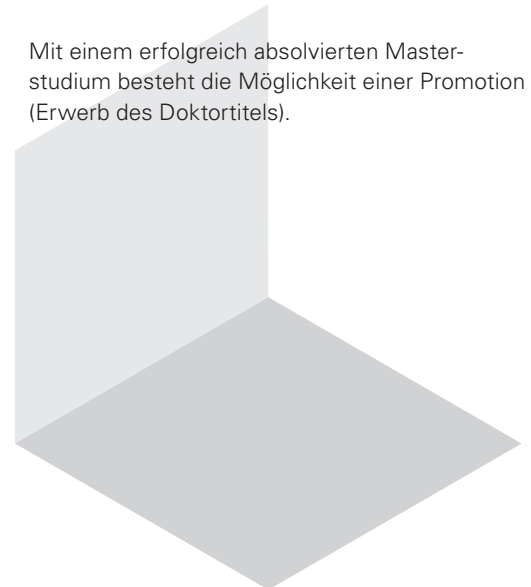 Mit einem erfolgreich absolvierten Master-
studium besteht die Möglichkeit einer Promotion
(Erwerb des Doktortitels).